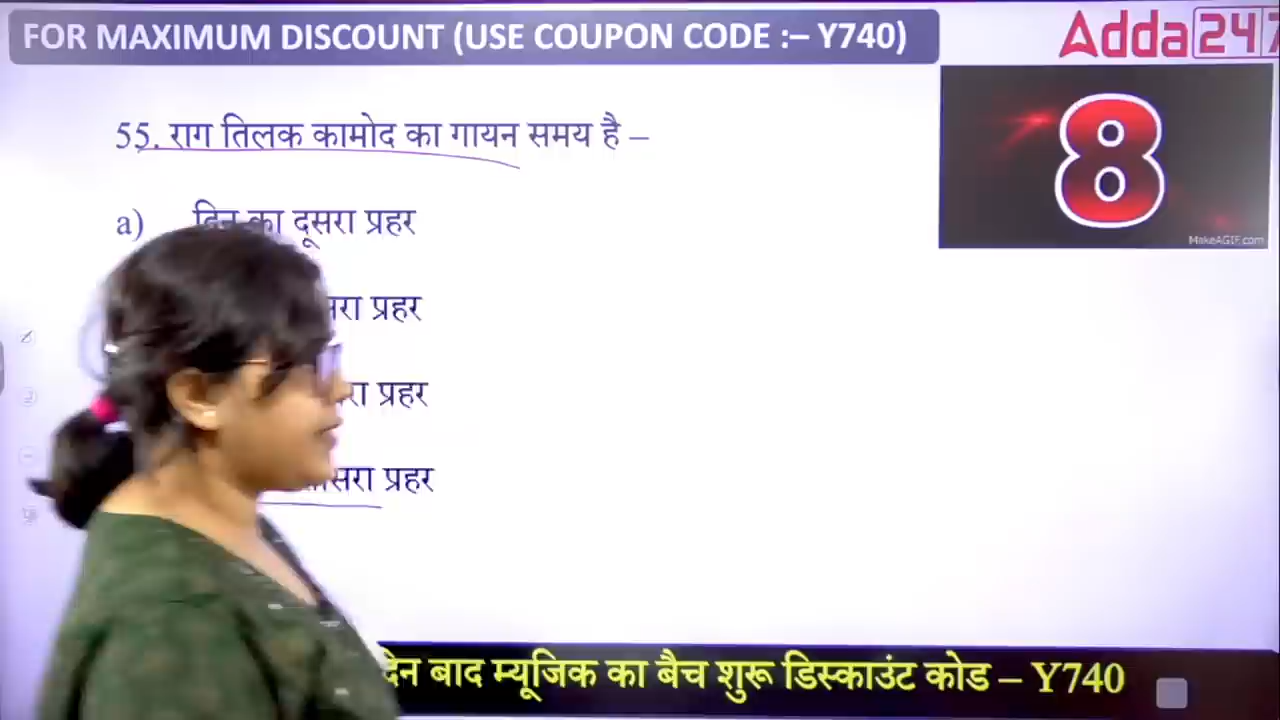 FOR MAXIMUM DISCOUNT (USE COUPON CODE :– Y740)
Adda247
8
MakeAGIF.com
55. राग तिलक कामोद का गायन समय है –
a) दिन का दूसरा प्रहर
प्रहर
प्रहर
प्रहर
बाद म्यूजिक का बैच शुरू डिस्काउंट कोड – Y740